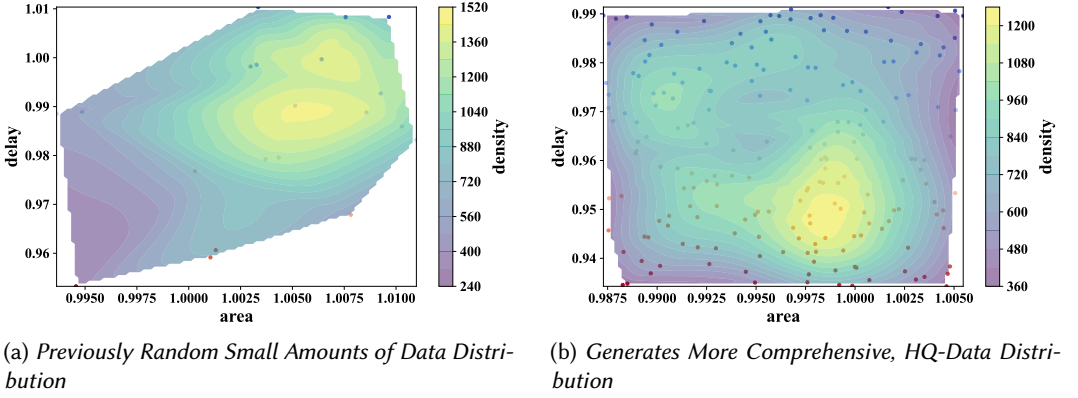 1.01
1.00
0.99
0.98
0.97
0.96
delay
0.9950 0.9975 1.0000 1.0025 1.0050 1.0075 1.0100
area
1520
1360
1200
1040
880
720
560
400
240
density
0.99
0.98
0.97
0.96
0.95
0.94
delay
0.9875 0.9900 0.9925 0.9950 0.9975 1.0000 1.0025 1.0050
area
1200
1080
960
840
720
600
480
360
density
(a) Previously Random Small Amounts of Data Distri-
bution
(b) Generates More Comprehensive, HQ-Data Distri-
bution